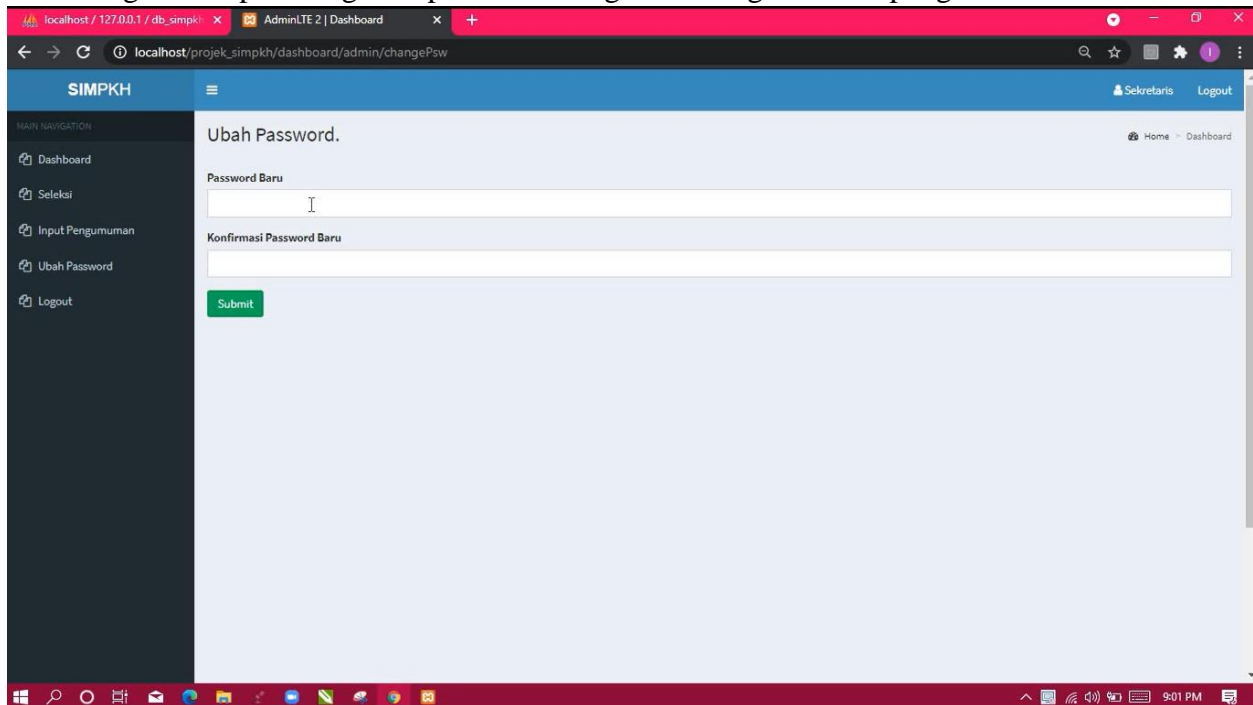 localhost / 127.0.0.1 / db_simpkh
AdminLTE 2 | Dashboard
localhost/projek_simpkh/dashboard/admin/changePsw
SIMPKH
Sekretaris
Logout
MAIN NAVIGATION
Dashboard
Seleksi
Input Pengumuman
Ubah Password
Logout
Ubah Password.
Home > Dashboard
Password Baru
Konfirmasi Password Baru
Submit
9:01 PM